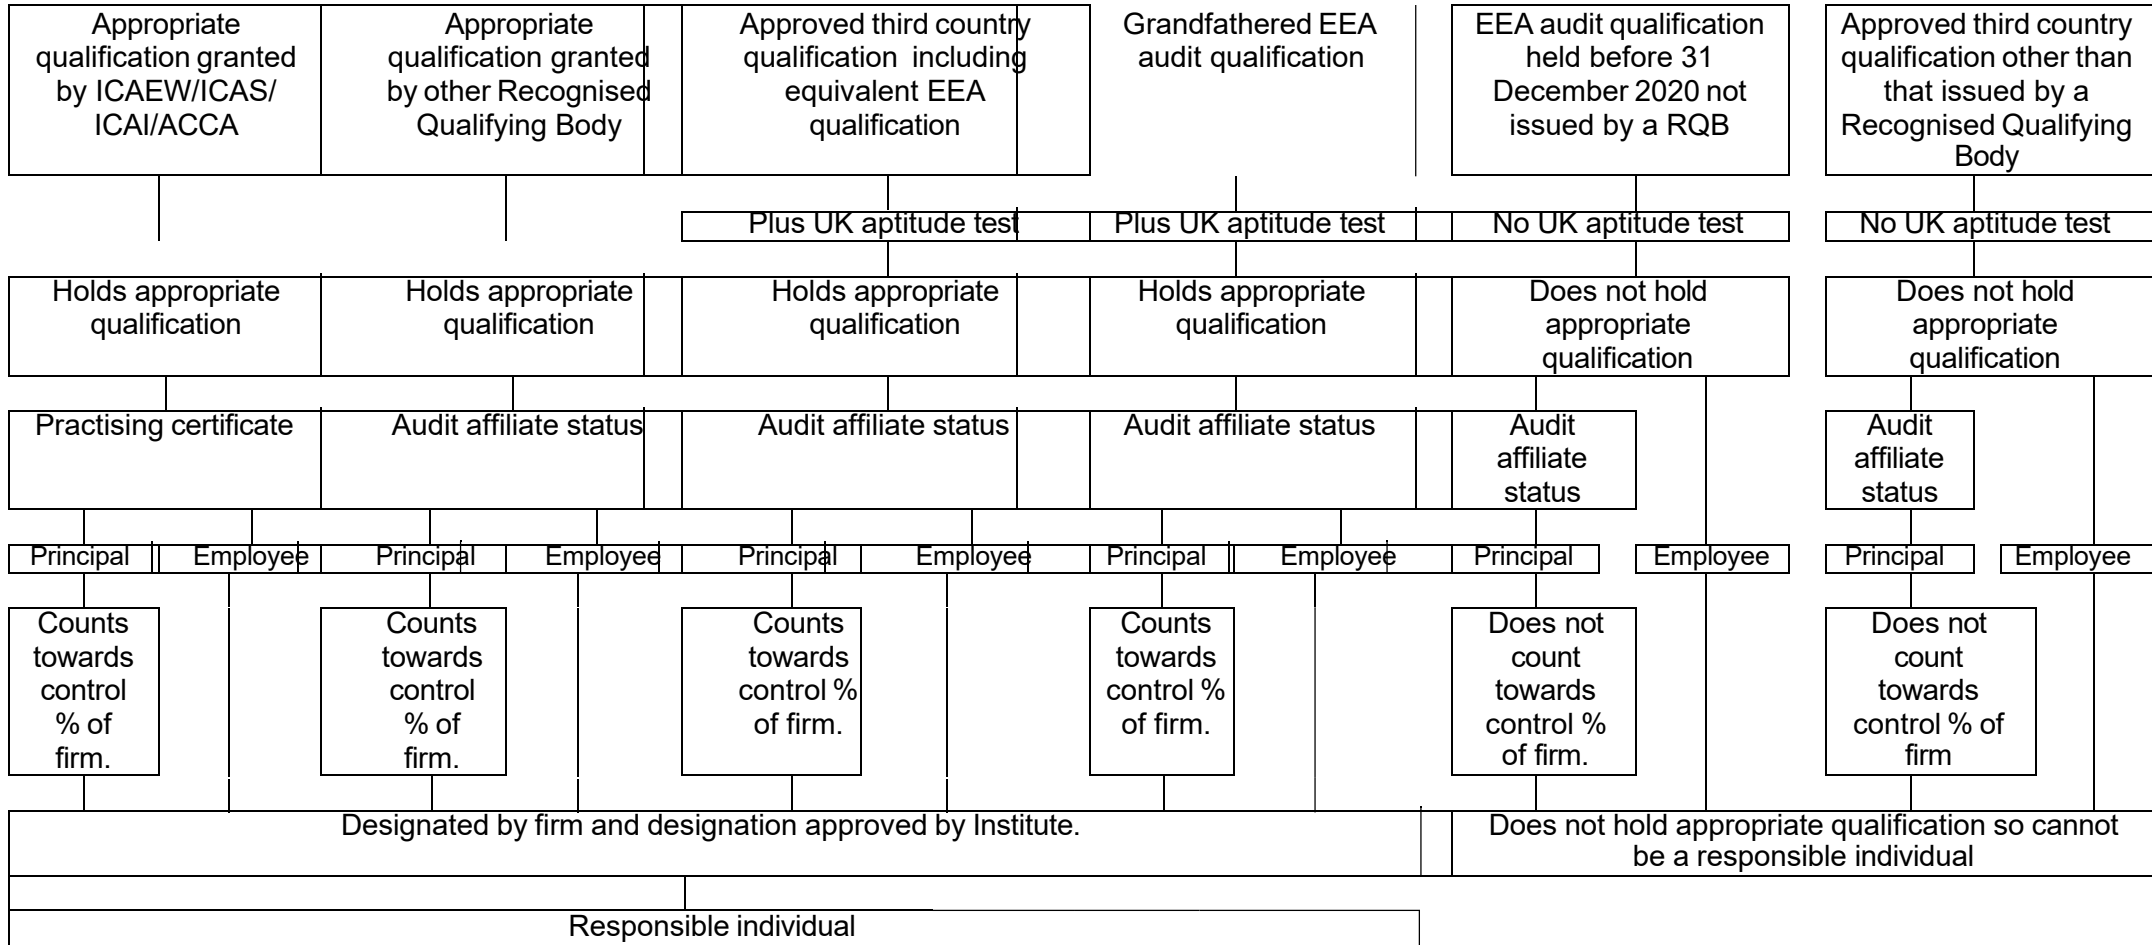 Appropriate
qualification granted
by ICAEW/ICAS/
ICAI/ACCA
Appropriate
qualification granted
by other Recognised
Qualifying Body
Approved third country
qualification including
equivalent EEA
qualification
Grandfathered EEA
audit qualification
EEA audit qualification
held before 31
December 2020 not
issued by a RQB
Approved third country
qualification other than
that issued by a
Recognised Qualifying
Body
Plus UK aptitude test
Plus UK aptitude test
No UK aptitude test
No UK aptitude test
Holds appropriate
qualification
Holds appropriate
qualification
Holds appropriate
qualification
Holds appropriate
qualification
Does not hold
appropriate
qualification
Does not hold
appropriate
qualification
Practising certificate
Audit affiliate status
Audit affiliate status
Audit affiliate status
Audit
affiliate
status
Audit
affiliate
status
Principal
Employee
Principal
Employee
Principal
Employee
Principal
Employee
Principal
Employee
Principal
Employee
Counts
towards
control
% of
firm.
Counts
towards
control
% of
firm.
Counts
towards
control %
of firm.
Counts
towards
control %
of firm.
Does not
count
towards
control %
of firm.
Does not
count
towards
control % of
firm
Designated by firm and designation approved by Institute.
Does not hold appropriate qualification so cannot
be a responsible individual
Responsible individual